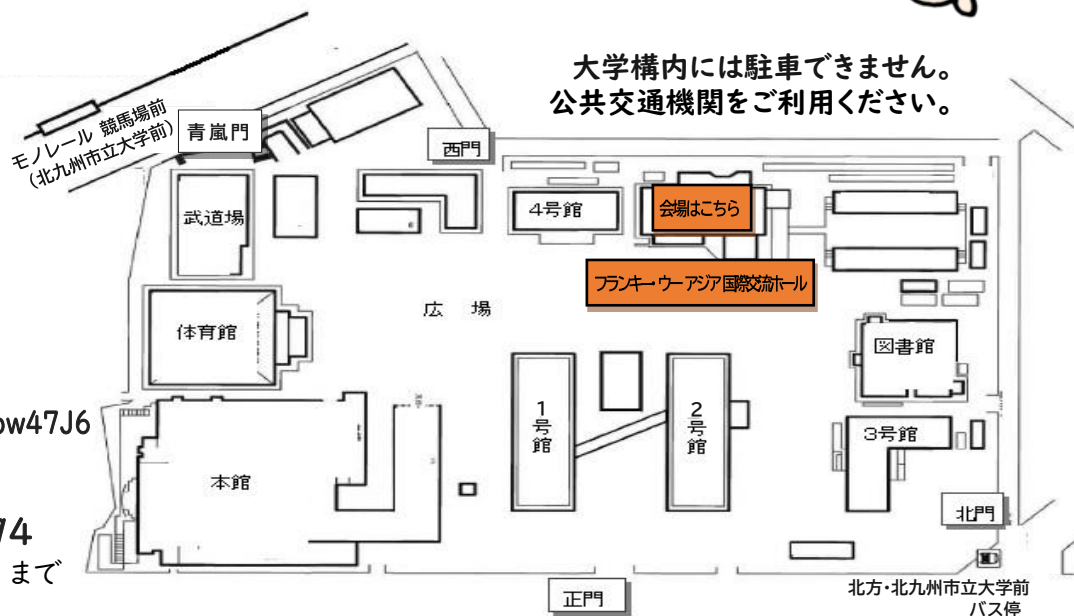 大学構内には駐車できません。
公共交通機関をご利用ください。
モノレール 競馬場前
(北九州市立大学前)
青嵐門
西門
武道場
4号館
会場はこちら
フランキー・ウーアジア国際交流ホール
広 場
体育館
図書館
ow47J6
1号館
2号館
3号館
本館
74
まで
北門
正門
北方・北九州市立大学前
バス停